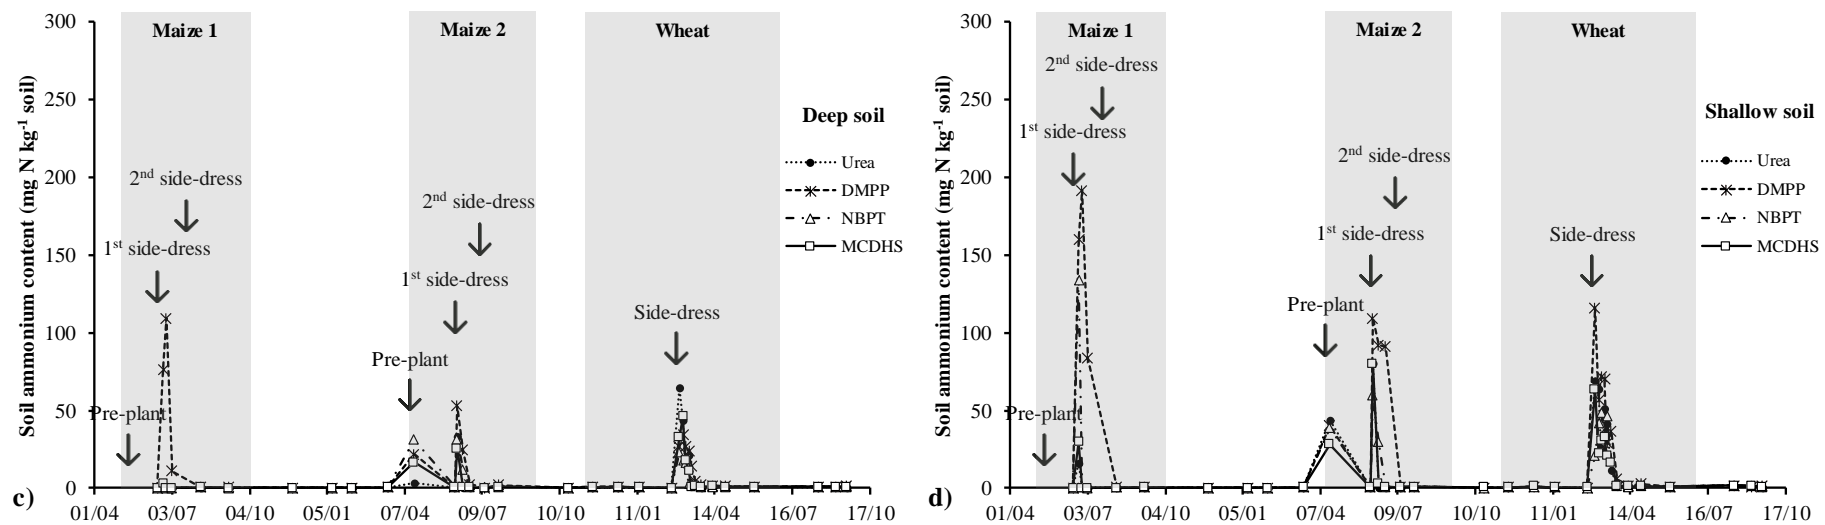 300
250
200
150
100
50
0
Soil ammonium content (mg N kg⁻¹ soil)
Maize 1
Maize 2
Wheat
2nd side-dress
1st side-dress
Pre-plant
2nd side-dress
1st side-dress
Pre-plant
Side-dress
Deep soil
Urea
DMPP
NBPT
MCDHS
c)
01/04 03/07 04/10 05/01 07/04 09/07 10/10 11/01 14/04 16/07 17/10
300
250
200
150
100
50
0
Soil ammonium content (mg N kg⁻¹ soil)
Maize 1
Maize 2
Wheat
2nd side-dress
1st side-dress
Pre-plant
2nd side-dress
1st side-dress
Pre-plant
Side-dress
Shallow soil
Urea
DMPP
NBPT
MCDHS
d)
01/04 03/07 04/10 05/01 07/04 09/07 10/10 11/01 14/04 16/07 17/10